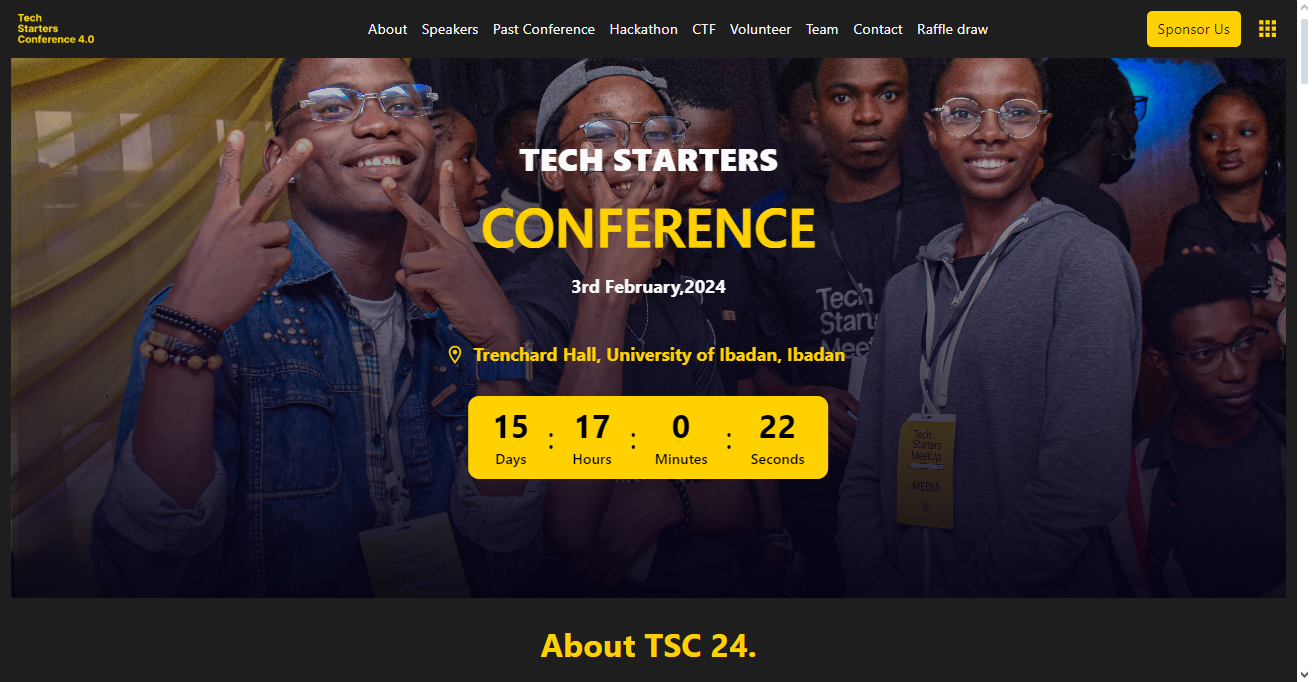 Tech
Starters
Conference 4.0
About Speakers Past Conference Hackathon CTF Volunteer Team Contact Raffle draw
Sponsor Us
TECH STARTERS
CONFERENCE
3rd February,2024
Trenchard Hall, University of Ibadan, Ibadan
15 : 17 : 0 : 22
Days Hours Minutes Seconds
Tech
Starts
Meet
Tech
Starters
MeetUp.
MEDIA
Tech
Starters
MeetUp
About TSC 24.